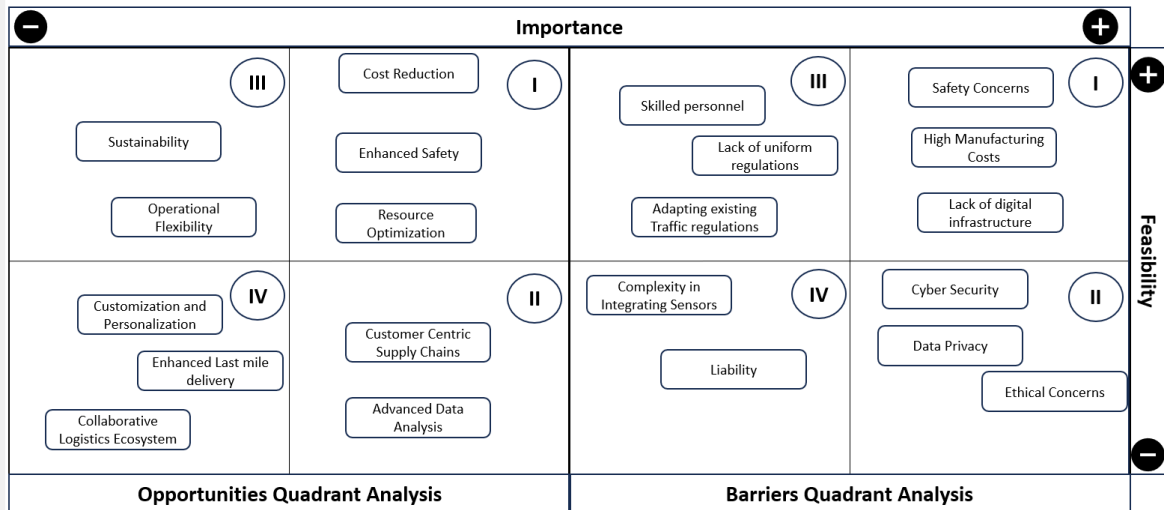 Importance
III
Cost Reduction
I
Sustainability
Enhanced Safety
Operational
Flexibility
Resource
Optimization
III
Skilled personnel
Lack of uniform
regulations
Adapting existing
Traffic regulations
Safety Concerns
I
High Manufacturing
Costs
Lack of digital
infrastructure
Feasibility
IV
Customization and
Personalization
Enhanced Last mile
delivery
Collaborative
Logistics Ecosystem
II
Customer Centric
Supply Chains
Advanced Data
Analysis
Complexity in
Integrating Sensors
IV
Liability
Cyber Security
II
Data Privacy
Ethical Concerns
Opportunities Quadrant Analysis
Barriers Quadrant Analysis